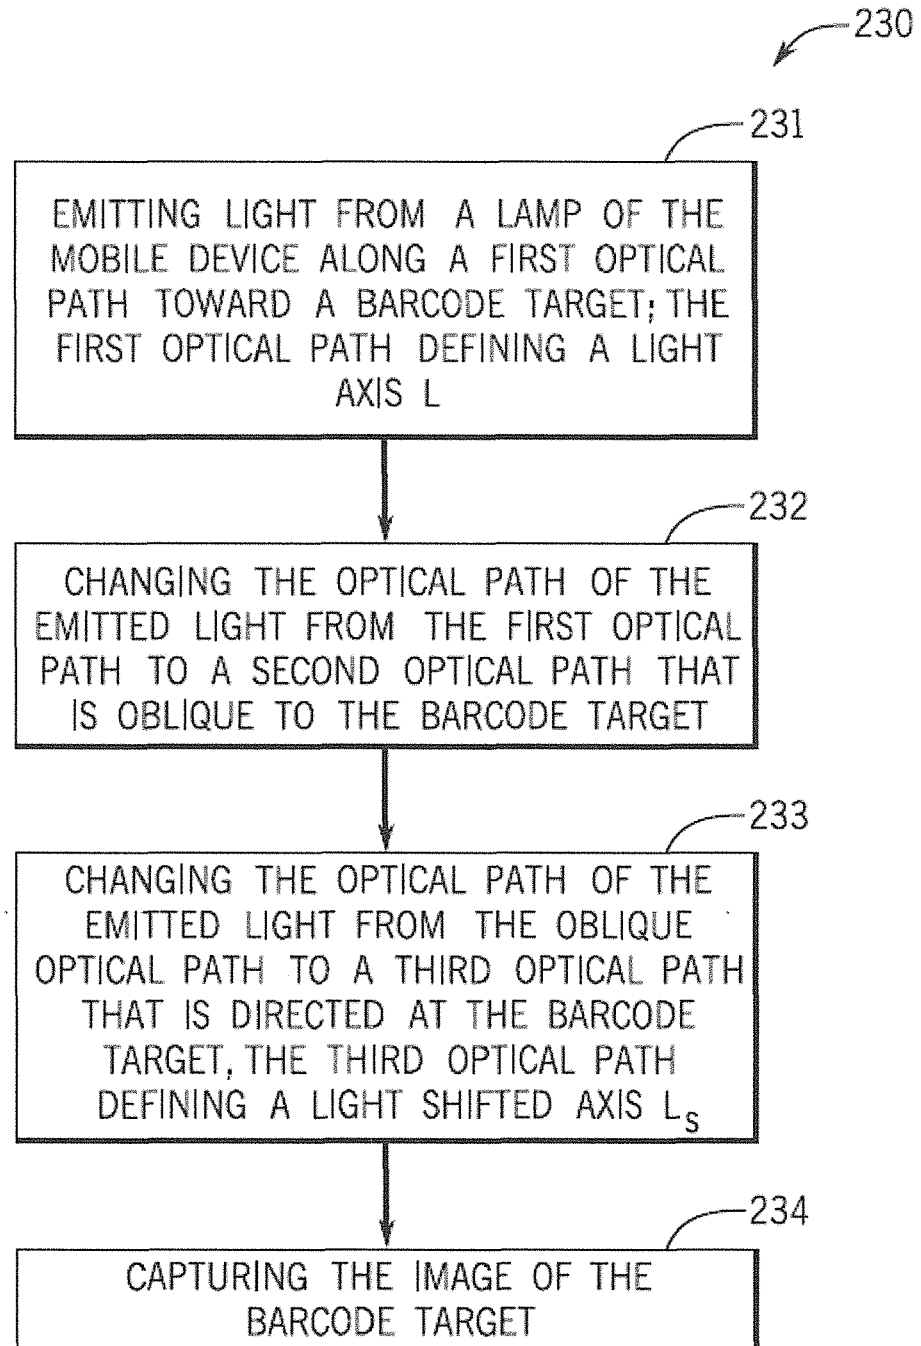 230
231
EMITTING LIGHT FROM A LAMP OF THE
MOBILE DEVICE ALONG A FIRST OPTICAL
PATH TOWARD A BARCODE TARGET; THE
FIRST OPTICAL PATH DEFINING A LIGHT
AXIS L
232
CHANGING THE OPTICAL PATH OF THE
EMITTED LIGHT FROM THE FIRST OPTICAL
PATH TO A SECOND OPTICAL PATH THAT
IS OBLIQUE TO THE BARCODE TARGET
233
CHANGING THE OPTICAL PATH OF THE
EMITTED LIGHT FROM THE OBLIQUE
OPTICAL PATH TO A THIRD OPTICAL PATH
THAT IS DIRECTED AT THE BARCODE
TARGET, THE THIRD OPTICAL PATH
DEFINING A LIGHT SHIFTED AXIS LS
234
CAPTURING THE IMAGE OF THE
BARCODE TARGET